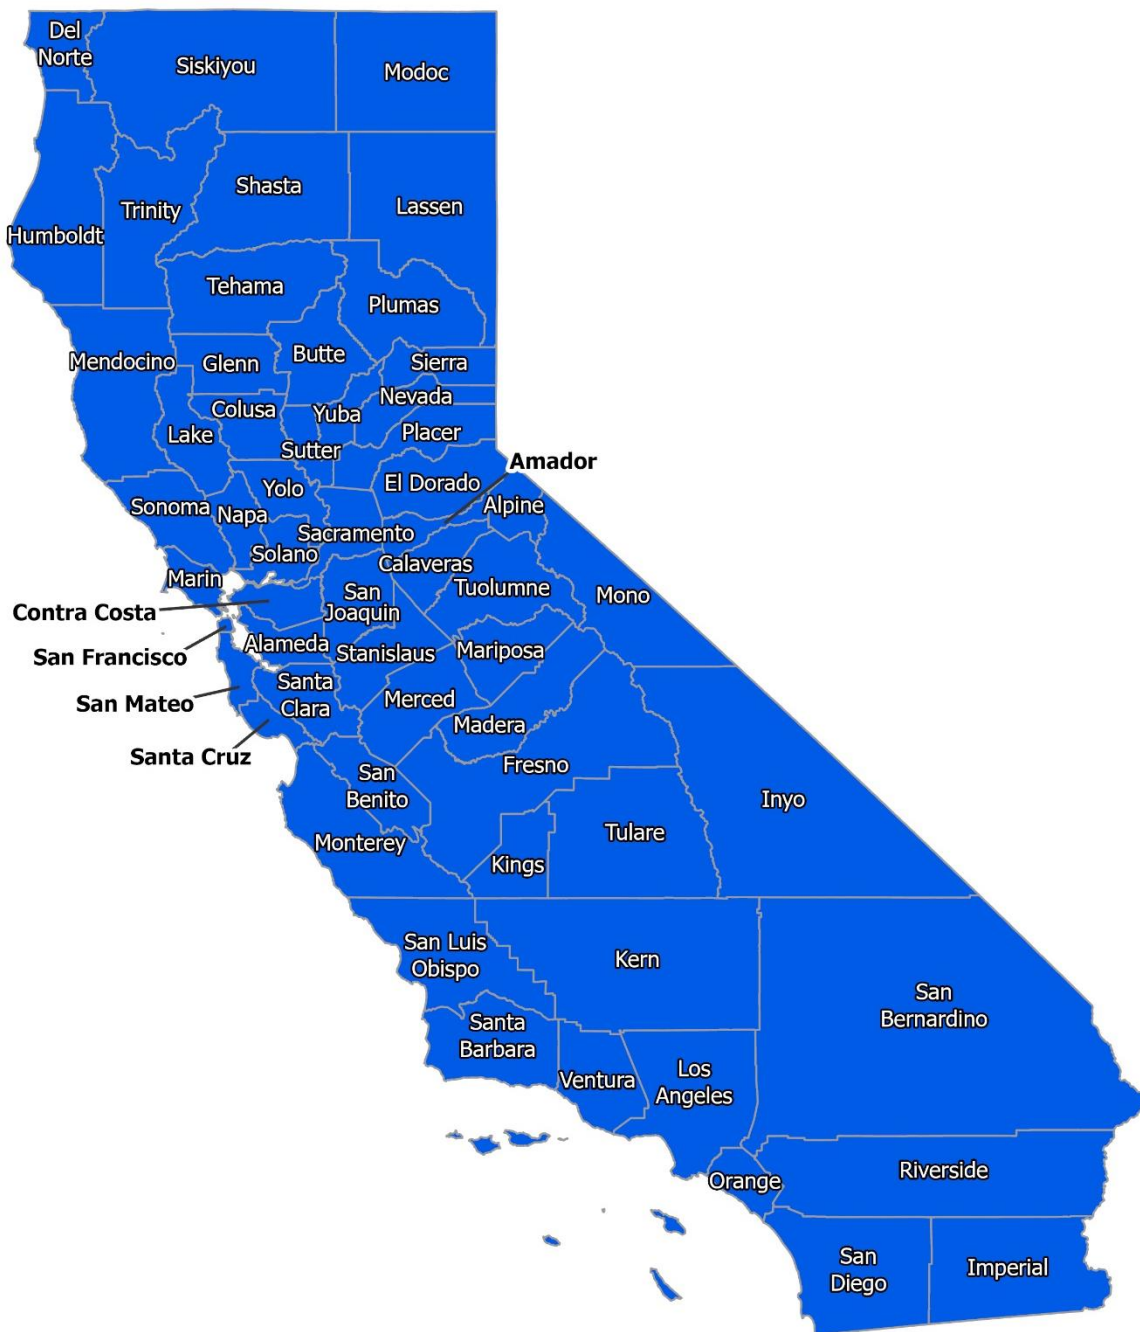 Del
Norte
Siskiyou
Modoc
Shasta
Lassen
Trinity
Humboldt
Tehama
Plumas
Mendocino
Glenn
Butte
Sierra
Nevada
Colusa
Yuba
Placer
Lake
Sutter
Amador
El Dorado
Yolo
Alpine
Sonoma
Napa
Sacramento
Solano
Calaveras
Marin
Tuolumne
San
Joaquin
Mono
Contra Costa
Alameda
Stanislaus
Mariposa
San Francisco
Santa
Clara
Merced
San Mateo
Madera
Santa Cruz
Fresno
San
Benito
Inyo
Tulare
Monterey
Kings
San Luis
Obispo
Kern
San
Bernardino
Santa
Barbara
Ventura
Los
Angeles
Orange
Riverside
San
Diego
Imperial